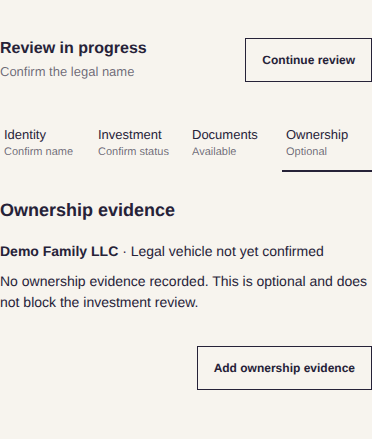 Review in progress
Confirm the legal name
Continue review
Identity
Confirm name
Investment
Confirm status
Documents
Available
Ownership
Optional
Ownership evidence
Demo Family LLC · Legal vehicle not yet confirmed
No ownership evidence recorded. This is optional and does
not block the investment review.
Add ownership evidence